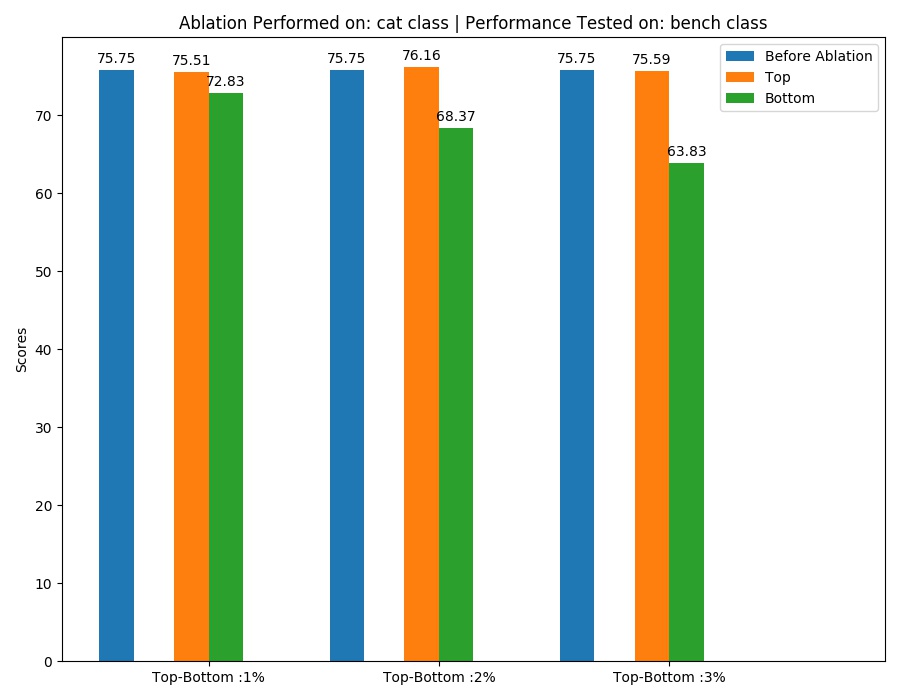 Ablation Performed on: cat class | Performance Tested on: bench class
75.75
75.51
72.83
75.75
76.16
68.37
75.75
75.59
63.83
Before Ablation
Top
Bottom
Scores
70
60
50
40
30
20
10
0
Top-Bottom :1%
Top-Bottom :2%
Top-Bottom :3%